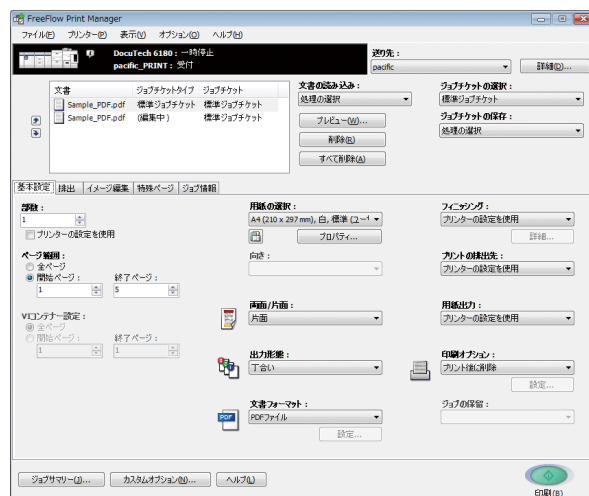 FreeFlow Print Manager
ファイル(F) プリンター(P) 表示(V) オプション(O) ヘルプ(H)
DocuTech 6180 : 一時停止
pacific_PRINT : 受付
送り先 :
pacific 詳細(D)...
文書 ジョブチケットタイプ ジョブチケット
Sample_PDF.pdf 標準ジョブチケット 標準ジョブチケット
Sample_PDF.pdf (編集中) 標準ジョブチケット
文書の読み込み :
処理の選択
プレビュー(W)...
削除(R)
すべて削除(A)
ジョブチケットの選択 :
標準ジョブチケット
ジョブチケットの保存 :
処理の選択
基本設定 排出 イメージ編集 特殊ページ ジョブ情報
部数 :
1
プリンターの設定を使用
ページ範囲 :
全ページ
開始ページ : 終了ページ :
1 5
VIコンテナー設定 :
全ページ
開始ページ : 終了ページ :
1 1
用紙の選択 :
A4 (210 x 297 mm), 白, 標準 (ユー
プロパティ...
向き :
両面/片面 :
片面
出力形態 :
丁合い
文書フォーマット :
PDF
PDFファイル
設定...
フィニッシング :
プリンターの設定を使用
詳細...
プリントの排出先 :
プリンターの設定を使用
用紙出力 :
プリンターの設定を使用
印刷オプション :
プリント後に削除
設定...
ジョブの保留 :
ジョブサマリー(J)... カスタムオプション(N)... ヘルプ(L)
印刷(B)